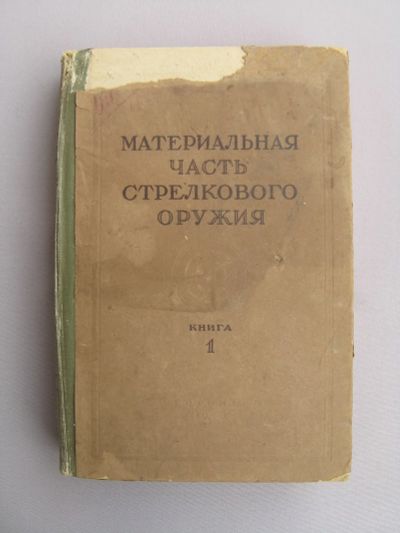 МАТЕРИАЛЬНАЯ
ЧАСТЬ
СТРЕЛКОВОГО
ОРУЖИЯ
КНИГА
1